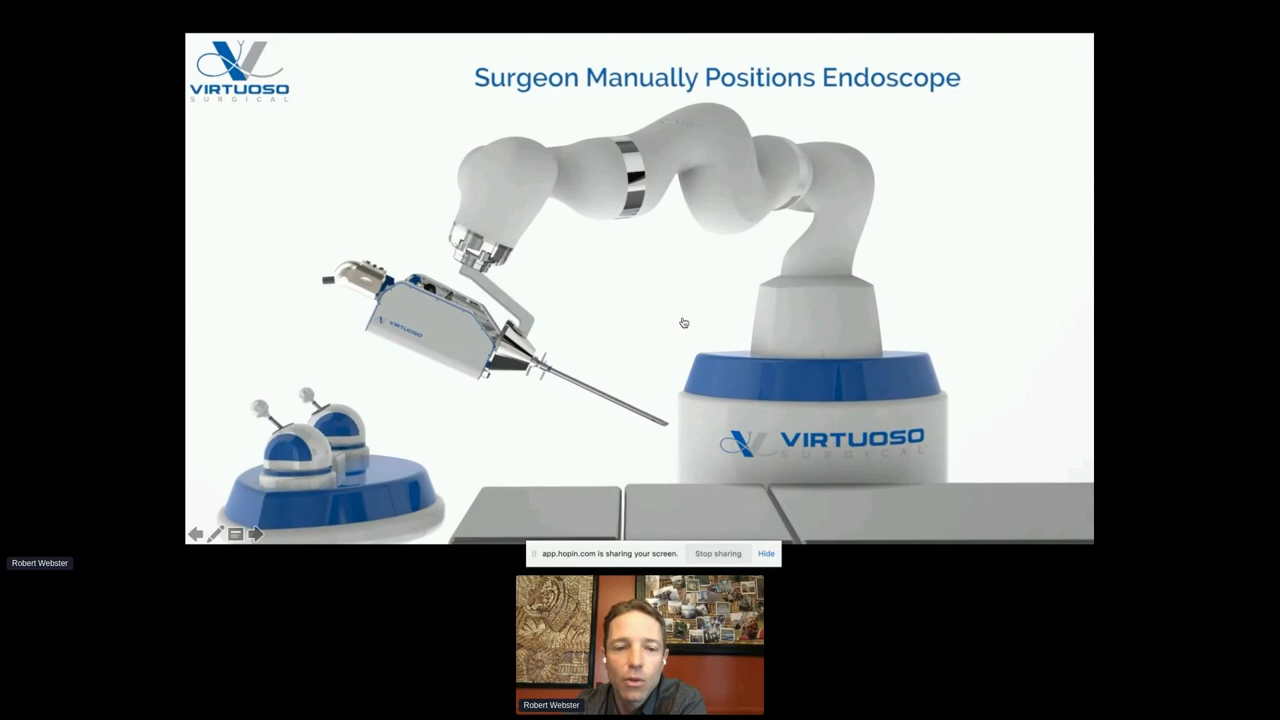 VIRTUOSO
SURGICAL
Surgeon Manually Positions Endoscope
VIRTUOSO
VIRTUOSO
SURGICAL
app.hopin.com is sharing your screen.
Stop sharing
Hide
Robert Webster
Robert Webster